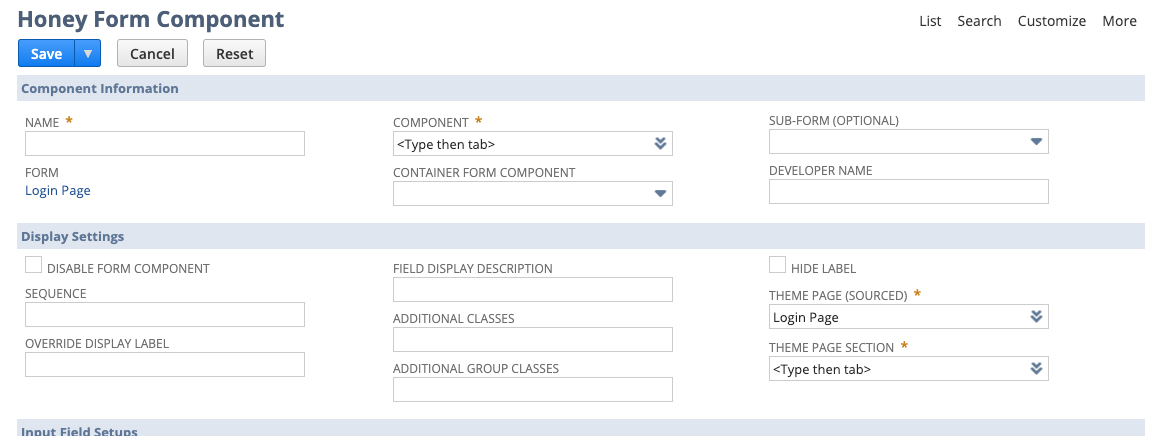 Honey Form Component
List Search Customize More
Save Cancel Reset
Component Information
NAME *
COMPONENT *
<Type then tab>
SUB-FORM (OPTIONAL)
FORM
Login Page
CONTAINER FORM COMPONENT
DEVELOPER NAME
Display Settings
DISABLE FORM COMPONENT
SEQUENCE
OVERRIDE DISPLAY LABEL
FIELD DISPLAY DESCRIPTION
ADDITIONAL CLASSES
ADDITIONAL GROUP CLASSES
HIDE LABEL
THEME PAGE (SOURCED) *
Login Page
THEME PAGE SECTION *
<Type then tab>
Input Field Setups